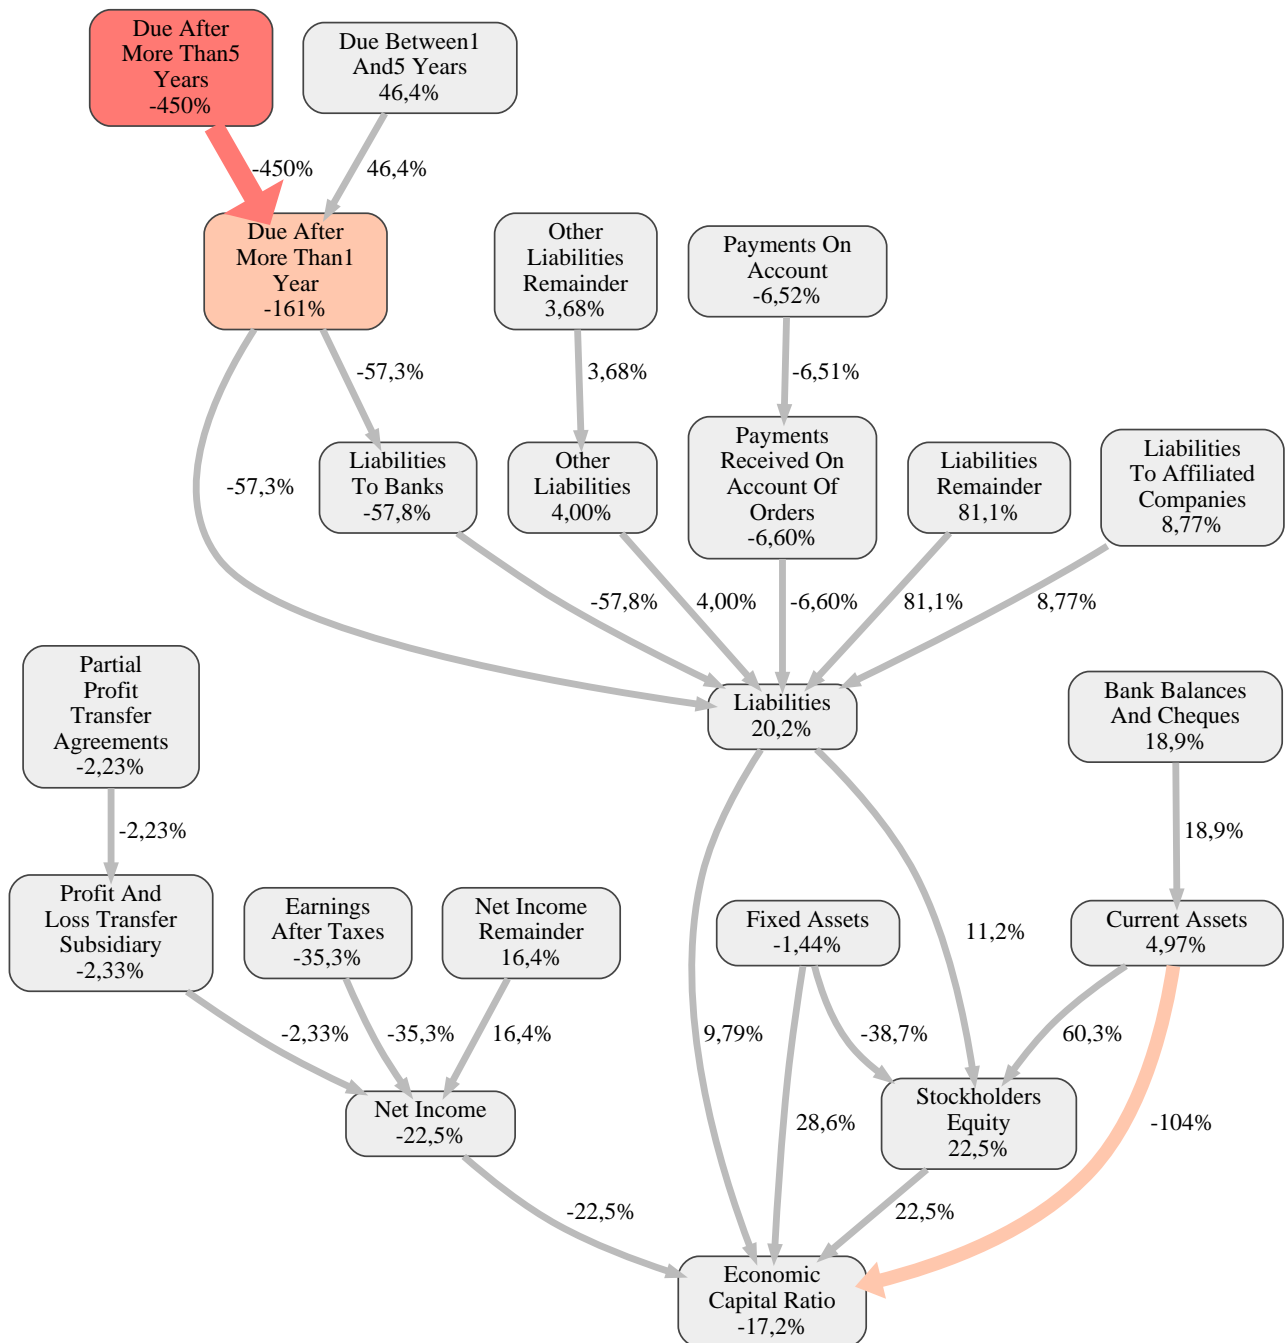 Due After
More Than5
Years
-450%
Due Between1
And5 Years
46,4%
-450%
46,4%
Due After
More Than1
Year
-161%
Other
Liabilities
Remainder
3,68%
Payments On
Account
-6,52%
-57,3%
3,68%
-6,51%
-57,3%
Liabilities
To Banks
-57,8%
Other
Liabilities
4,00%
Payments
Received On
Account Of
Orders
-6,60%
Liabilities
Remainder
81,1%
Liabilities
To Affiliated
Companies
8,77%
-57,8%
4,00%
-6,60%
81,1%
8,77%
Partial
Profit
Transfer
Agreements
-2,23%
Liabilities
20,2%
Bank Balances
And Cheques
18,9%
-2,23%
18,9%
Profit And
Loss Transfer
Subsidiary
-2,33%
Earnings
After Taxes
-35,3%
Net Income
Remainder
16,4%
Fixed Assets
-1,44%
11,2%
Current Assets
4,97%
-2,33%
-35,3%
16,4%
9,79%
-38,7%
60,3%
Net Income
-22,5%
28,6%
Stockholders
Equity
22,5%
-104%
-22,5%
22,5%
Economic
Capital Ratio
-17,2%